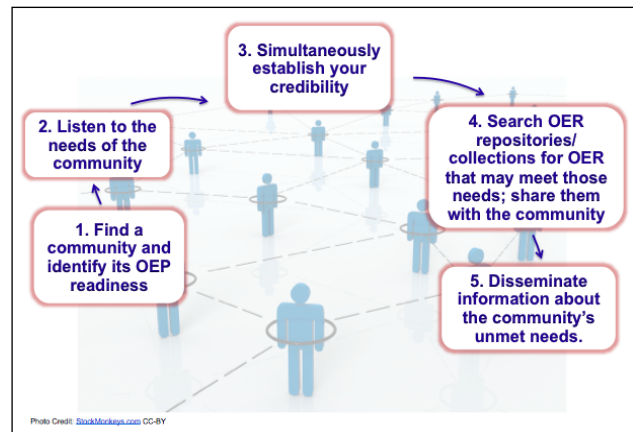 3. Simultaneously
establish your
credibility
2. Listen to the
needs of the
community
4. Search OER
repositories/
collections for OER
that may meet those
needs; share them
with the community
1. Find a
community and
identify its OEP
readiness
5. Disseminate
information about
the community's
unmet needs.
Photo Credit: StockMonkeys.com CC-BY